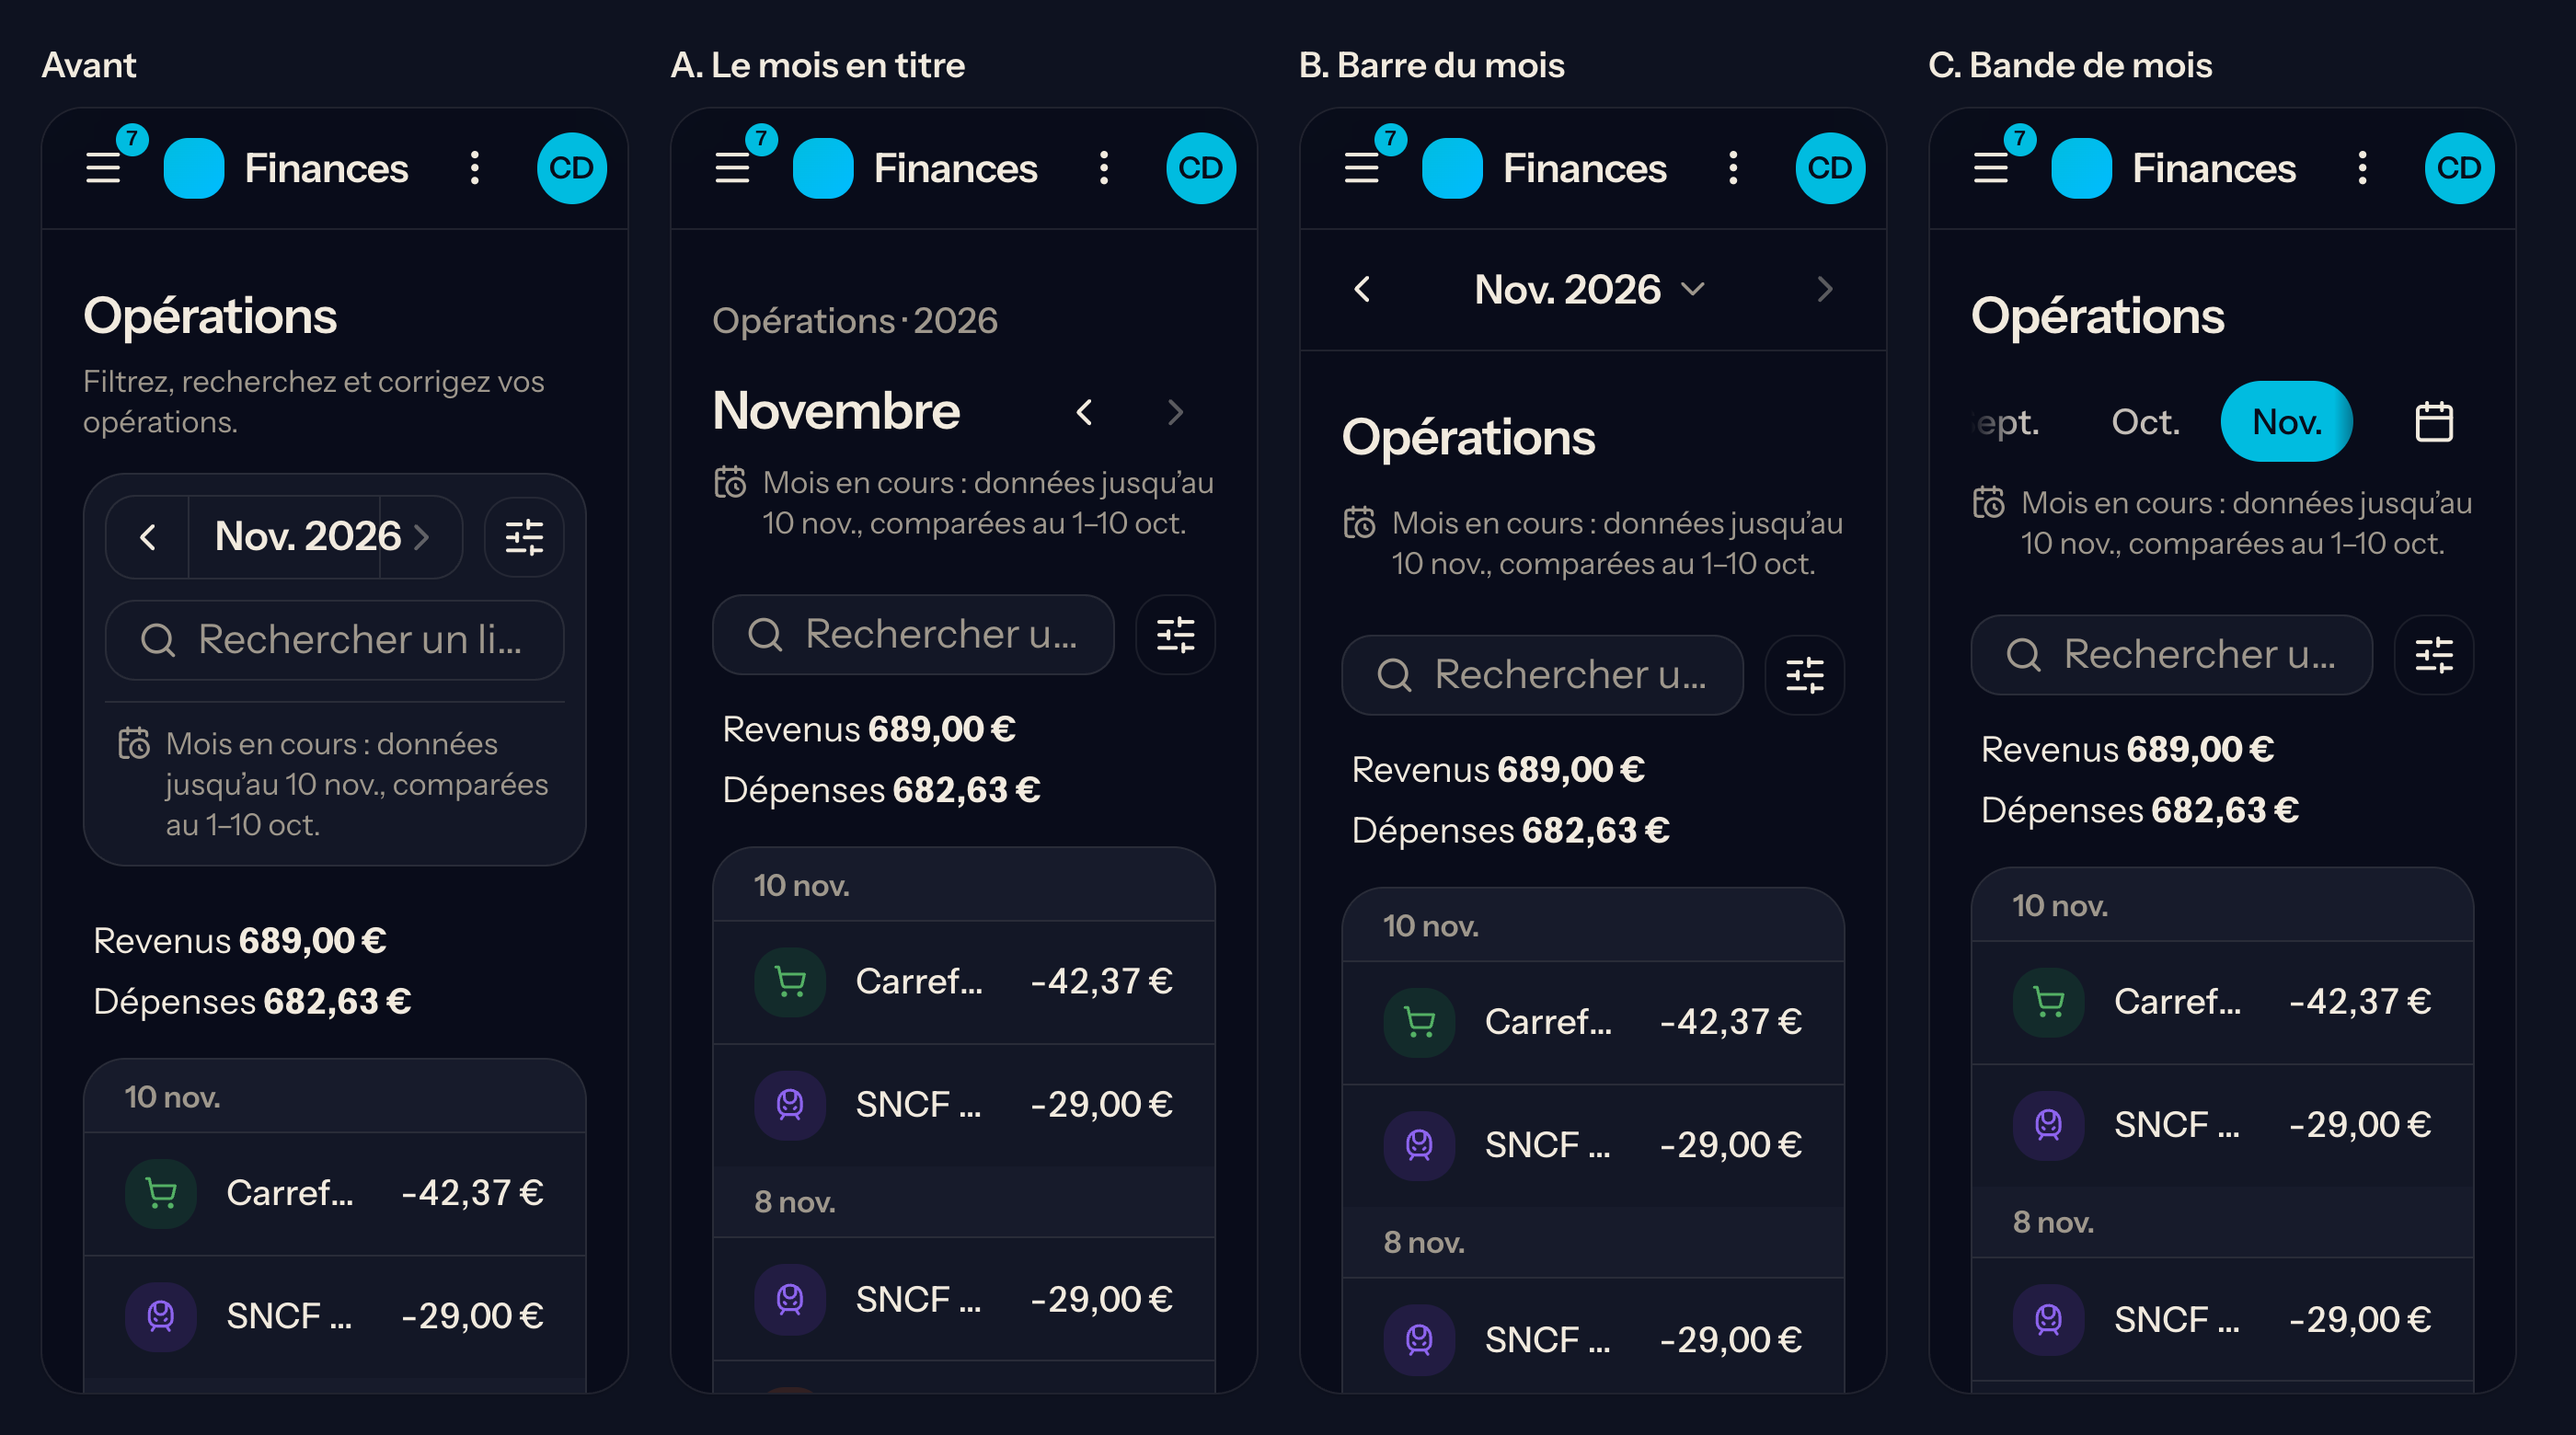 Avant
7
Finances
CD
Opérations
Filtrez, recherchez et corrigez vos
opérations.
Nov. 2026
Rechercher un li...
Mois en cours : données
jusqu’au 10 nov., comparées
au 1–10 oct.
Revenus 689,00 €
Dépenses 682,63 €
10 nov.
Carref... -42,37 €
SNCF ... -29,00 €
A. Le mois en titre
7
Finances
CD
Opérations · 2026
Novembre
Mois en cours : données jusqu’au
10 nov., comparées au 1–10 oct.
Rechercher u...
Revenus 689,00 €
Dépenses 682,63 €
10 nov.
Carref... -42,37 €
SNCF ... -29,00 €
8 nov.
SNCF ... -29,00 €
B. Barre du mois
7
Finances
CD
Nov. 2026
Opérations
Mois en cours : données jusqu’au
10 nov., comparées au 1–10 oct.
Rechercher u...
Revenus 689,00 €
Dépenses 682,63 €
10 nov.
Carref... -42,37 €
SNCF ... -29,00 €
8 nov.
SNCF ... -29,00 €
C. Bande de mois
7
Finances
CD
Opérations
ept. Oct. Nov.
Mois en cours : données jusqu’au
10 nov., comparées au 1–10 oct.
Rechercher u...
Revenus 689,00 €
Dépenses 682,63 €
10 nov.
Carref... -42,37 €
SNCF ... -29,00 €
8 nov.
SNCF ... -29,00 €